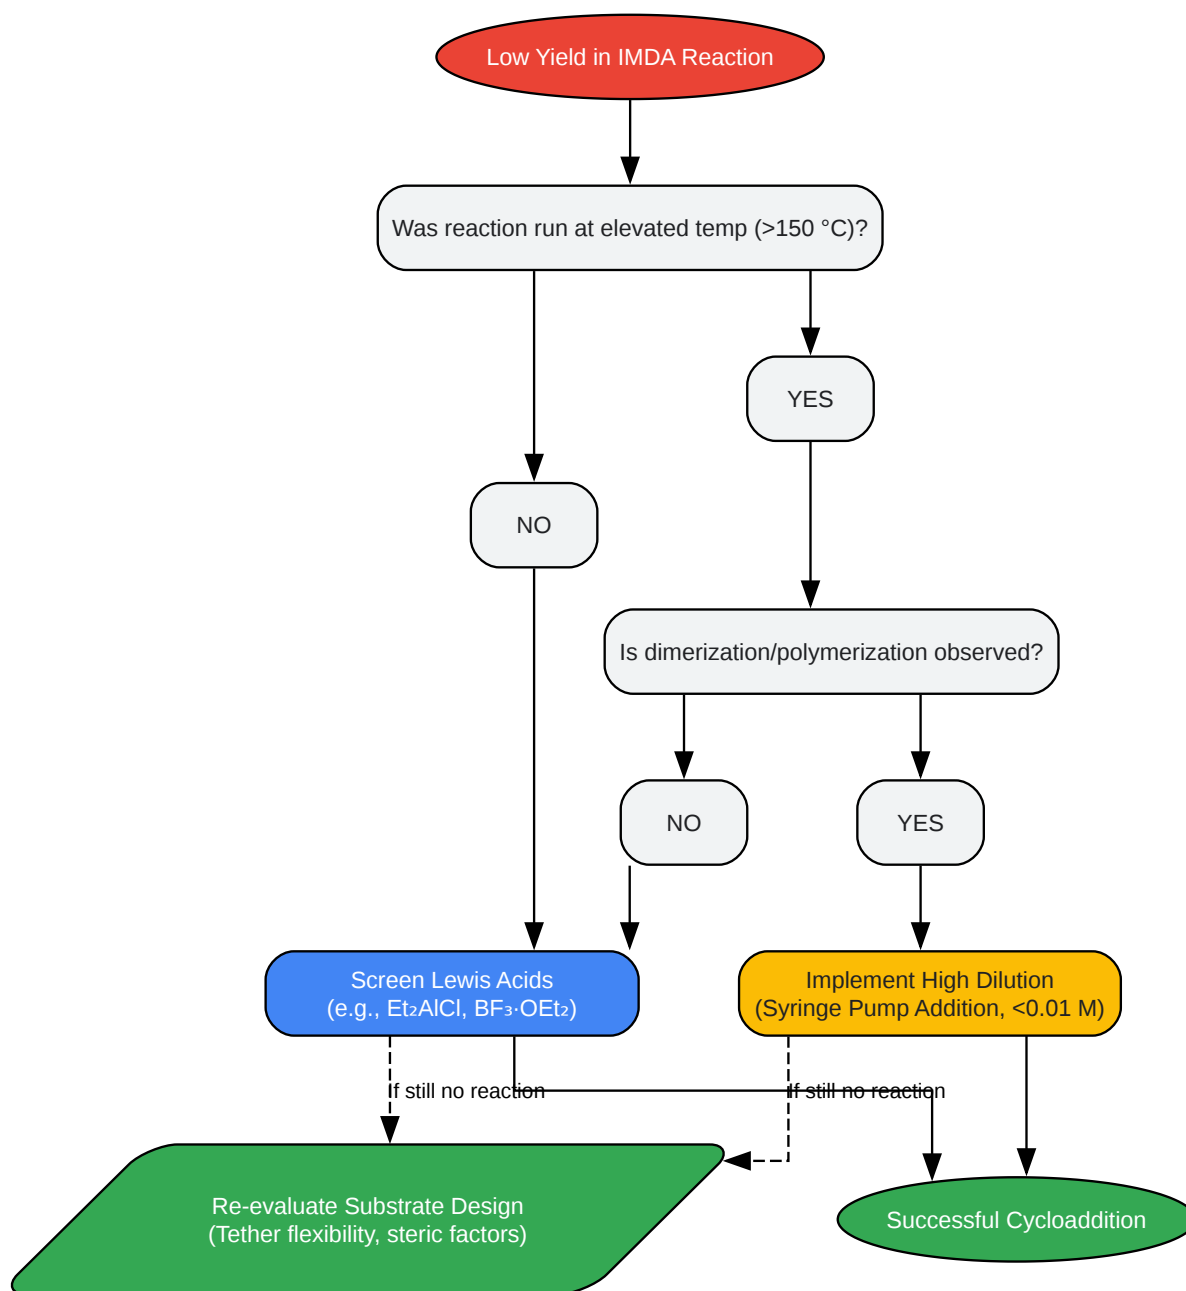 Low Yield in IMDA Reaction
Was reaction run at elevated temp (>150 °C)?
YES
NO
Is dimerization/polymerization observed?
NO
YES
Screen Lewis Acids
(e.g., Et₂AlCl, BF₃·OEt₂)
Implement High Dilution
(Syringe Pump Addition, <0.01 M)
If still no reaction
If still no reaction
Re-evaluate Substrate Design
(Tether flexibility, steric factors)
Successful Cycloaddition